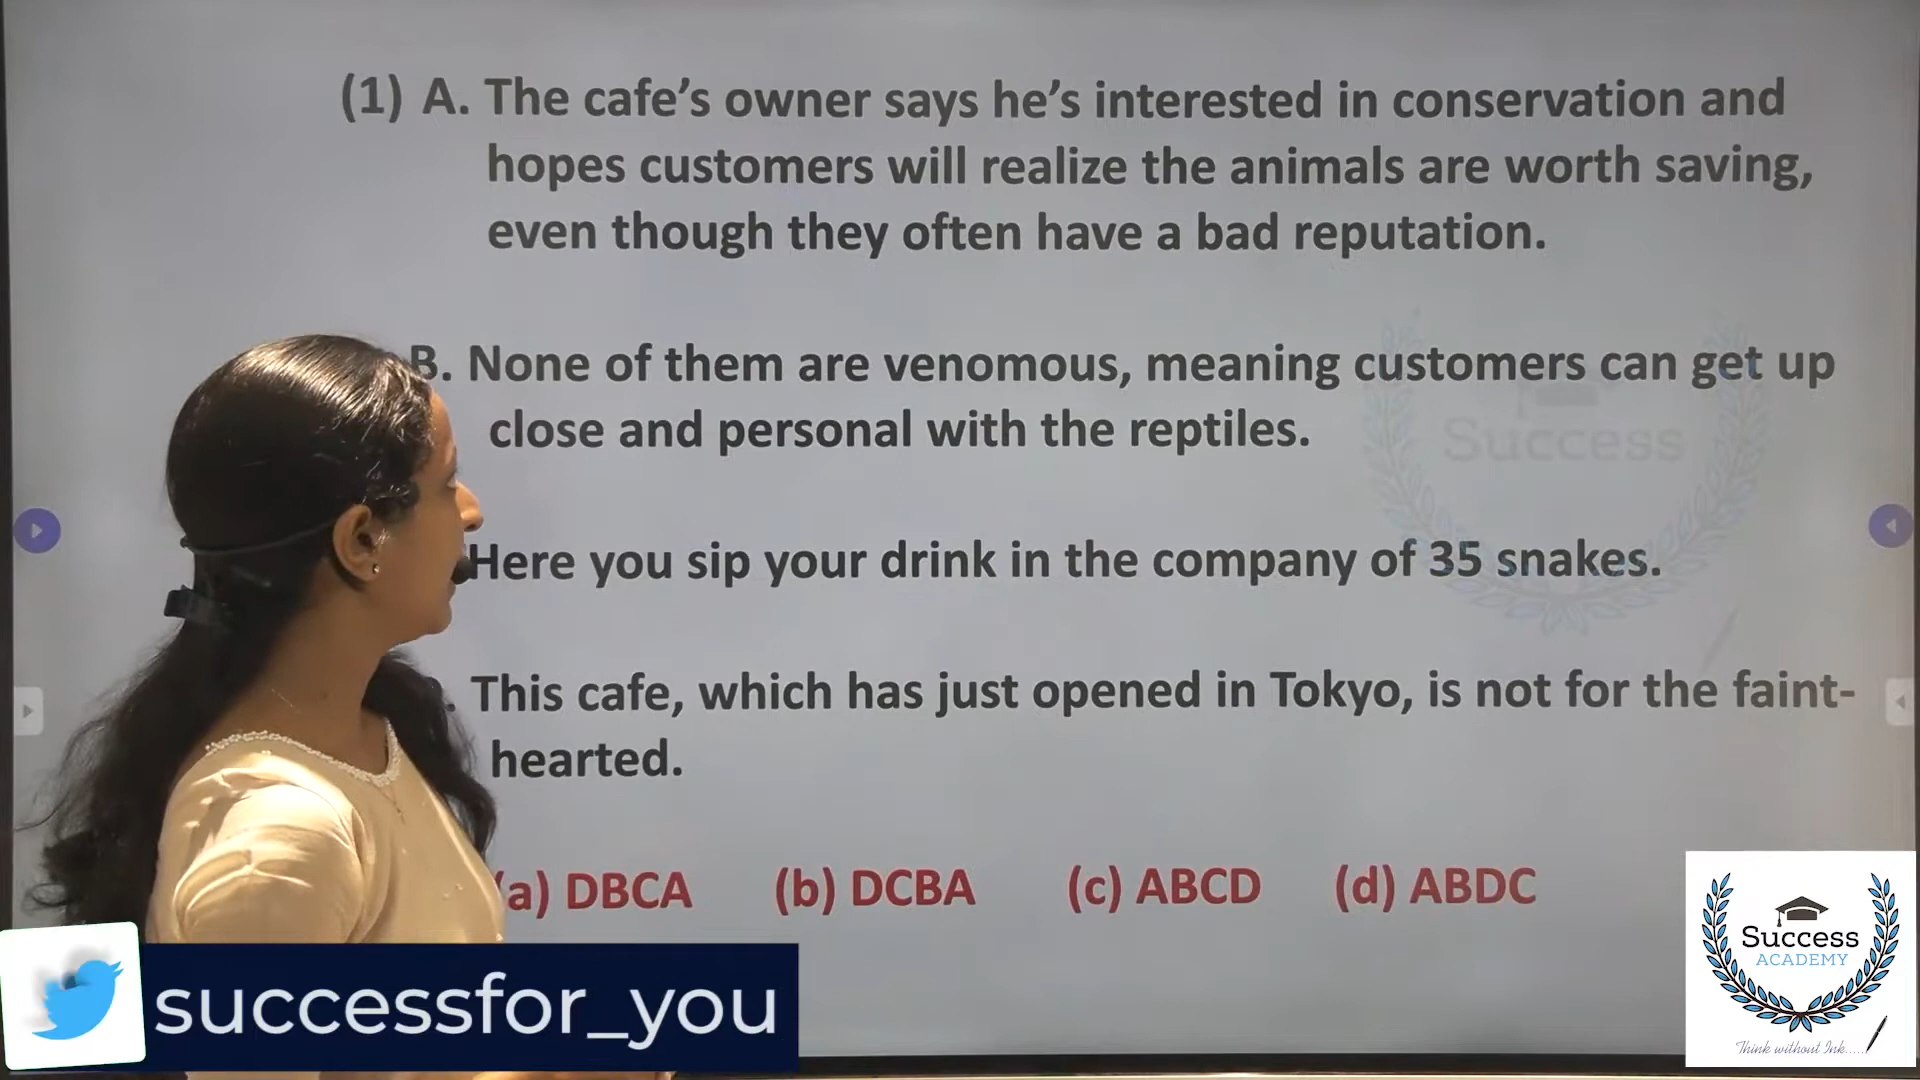 (1) A. The cafe's owner says he's interested in conservation and
hopes customers will realize the animals are worth saving,
even though they often have a bad reputation.
B. None of them are venomous, meaning customers can get up
close and personal with the reptiles.
Success
Here you sip your drink in the company of 35 snakes.
. This cafe, which has just opened in Tokyo, is not for the faint-
hearted.
(a) DBCA (b) DCBA (c) ABCD (d) ABDC
Success
ACADEMY
Think without Ink.....
successfor_you